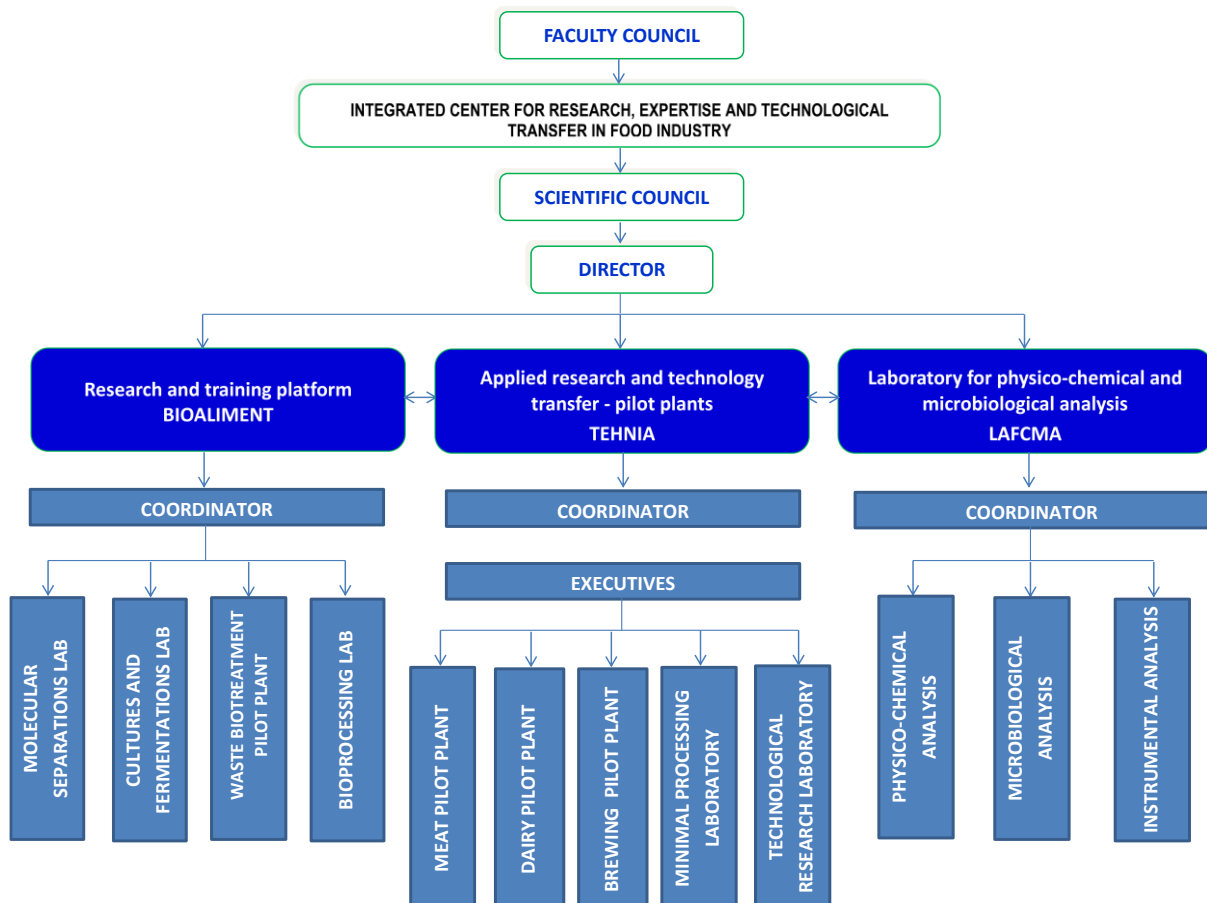 FACULTY COUNCIL
INTEGRATED CENTER FOR RESEARCH, EXPERTISE AND TECHNOLOGICAL
TRANSFER IN FOOD INDUSTRY
SCIENTIFIC COUNCIL
DIRECTOR
Research and training platform
BIOALIMENT
Applied research and technology
transfer - pilot plants
TEHNIA
Laboratory for physico-chemical and
microbiological analysis
LAFCMA
COORDINATOR
COORDINATOR
COORDINATOR
EXECUTIVES
MOLECULAR
SEPARATIONS LAB
CULTURES AND
FERMENTATIONS LAB
WASTE BIOTREATMENT
PILOT PLANT
BIOPROCESSING LAB
MEAT PILOT PLANT
DAIRY PILOT PLANT
BREWING PILOT PLANT
MINIMAL PROCESSING
LABORATORY
TECHNOLOGICAL
RESEARCH LABORATORY
PHYSICO-CHEMICAL
ANALYSIS
MICROBIOLOGICAL
ANALYSIS
INSTRUMENTAL ANALYSIS